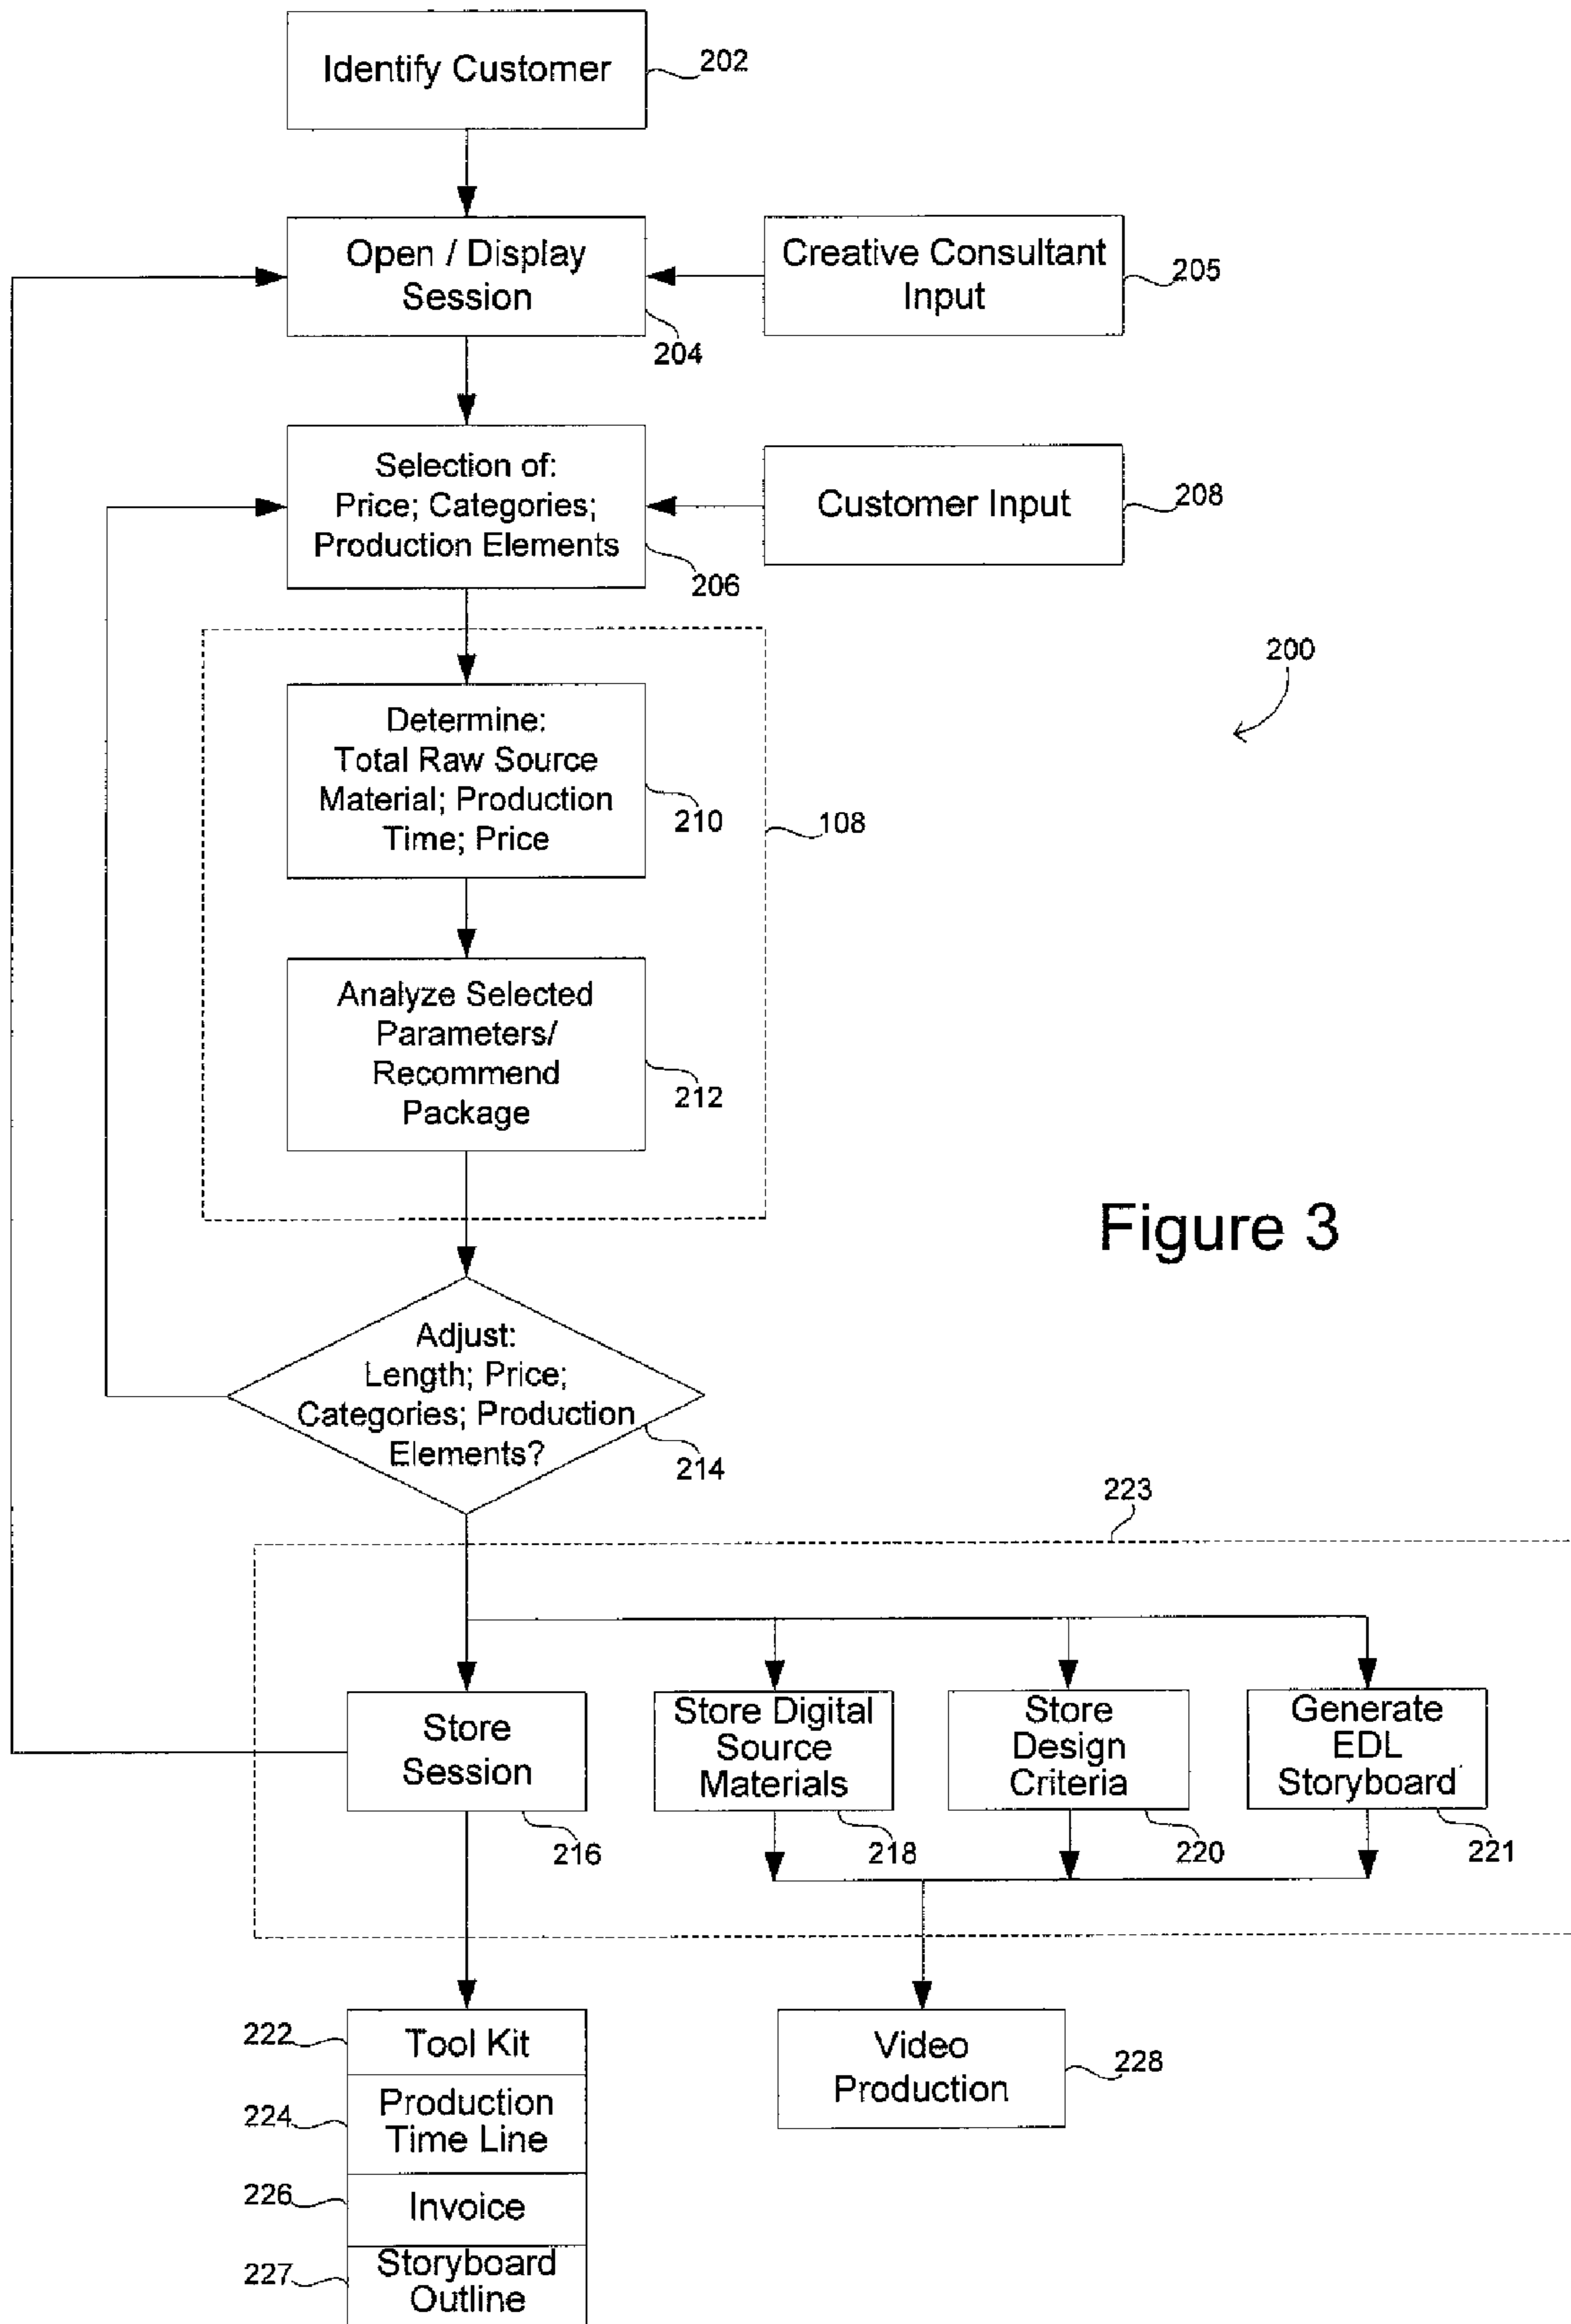 Identify Customer
202
Open / Display
Session
204
Creative Consultant
Input
205
Selection of:
Price; Categories;
Production Elements
206
Customer Input
208
200
Determine:
Total Raw Source
Material; Production
Time; Price
210
108
Analyze Selected
Parameters/
Recommend
Package
212
Figure 3
Adjust:
Length; Price;
Categories; Production
Elements?
214
223
Store
Session
216
Store Digital
Source
Materials
218
Store
Design
Criteria
220
Generate
EDL
Storyboard
221
222
Tool Kit
224
Production
Time Line
226
Invoice
227
Storyboard
Outline
Video
Production
228